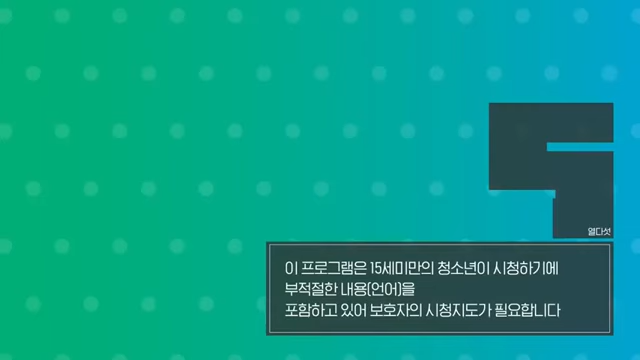 열다섯
이 프로그램은 15세미만의 청소년이 시청하기에
부적절한 내용(언어)을
포함하고 있어 보호자의 시청지도가 필요합니다